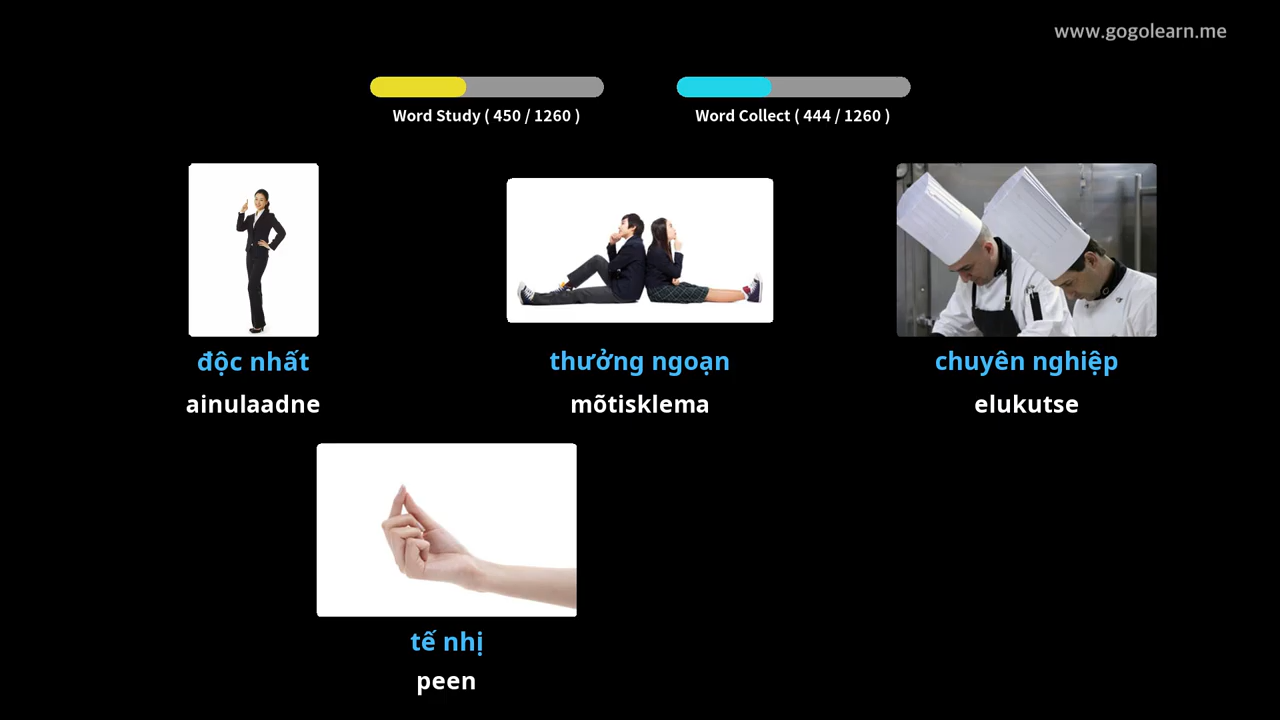 www.gogolearn.me
Word Study ( 450 / 1260 )
Word Collect ( 444 / 1260 )
độc nhất
thưởng ngoạn
chuyên nghiệp
ainulaadne
mõtisklema
elukutse
tế nhị
peen